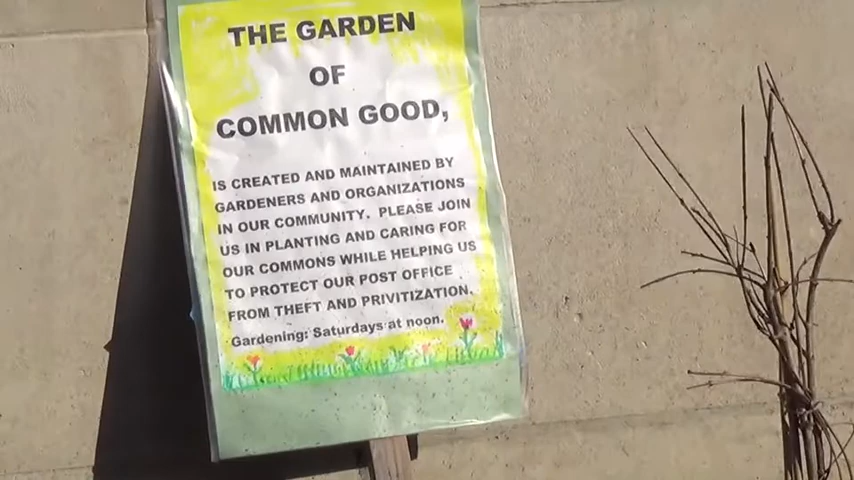 THE GARDEN
OF
COMMON GOOD,
IS CREATED AND MAINTAINED BY
GARDENERS AND ORGANIZATIONS
IN OUR COMMUNITY. PLEASE JOIN
US IN PLANTING AND CARING FOR
OUR COMMONS WHILE HELPING US
TO PROTECT OUR POST OFFICE
FROM THEFT AND PRIVITIZATION.
Gardening: Saturdays at noon.